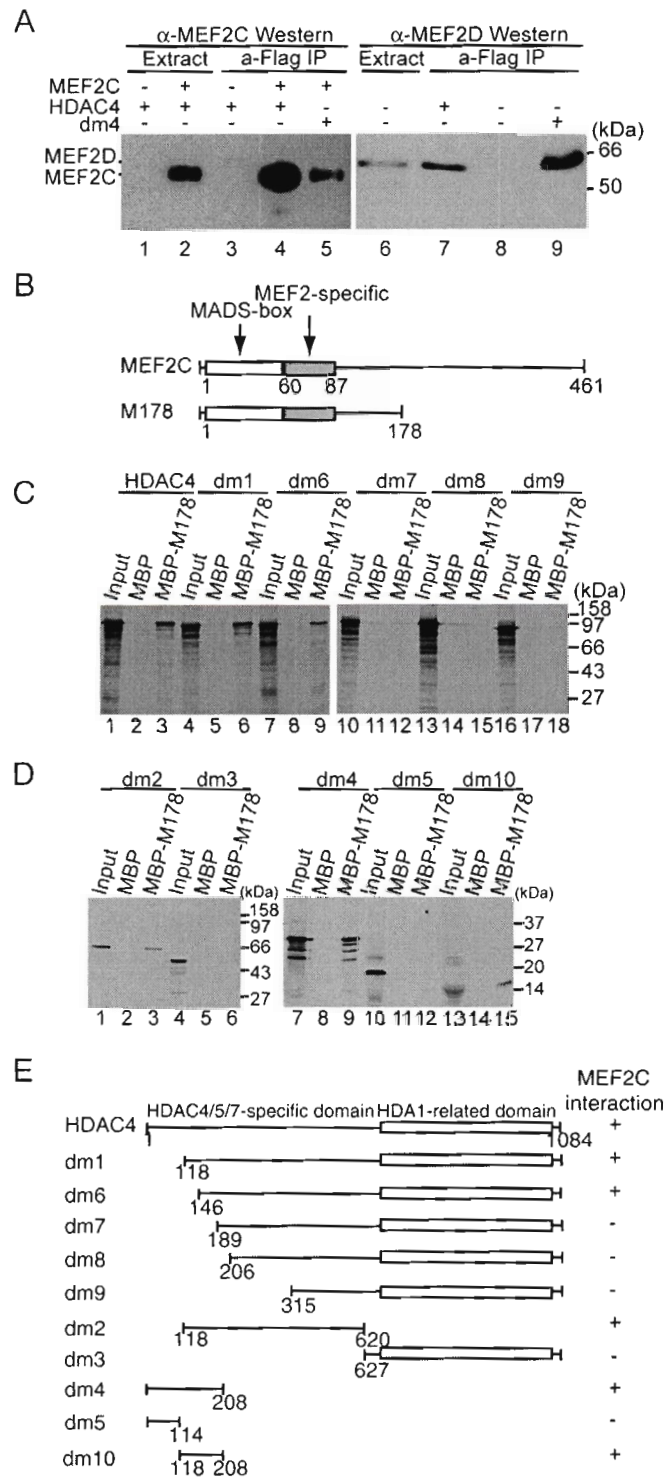 A
α-MEF2C Western α-MEF2D Western
Extract a-Flag IP Extract a-Flag IP
MEF2C - + - + +
HDAC4 + + + + - - + - -
dm4 - - - - + - - - +
(kDa)
MEF2D
MEF2C
66
50
1 2 3 4 5 6 7 8 9
B
MEF2-specific
MADS-box
MEF2C
1 60 87 461
M178
1 178
C
HDAC4 dm1 dm6 dm7 dm8 dm9
Input MBP MBP-M178 Input MBP MBP-M178 Input MBP MBP-M178 Input MBP MBP-M178 Input MBP MBP-M178 Input MBP MBP-M178
(kDa)
158
97
66
43
27
1 2 3 4 5 6 7 8 9 10 11 12 13 14 15 16 17 18
D
dm2 dm3 dm4 dm5 dm10
Input MBP MBP-M178 Input MBP MBP-M178 Input MBP MBP-M178 Input MBP MBP-M178 Input MBP MBP-M178
(kDa) (kDa)
158
97
66
43
27
37
27
20
14
1 2 3 4 5 6 7 8 9 10 11 12 13 14 15
E
MEF2C
interaction
HDAC4/5/7-specific domain HDA1-related domain
HDAC4 +
1 1084
dm1 +
118
dm6 +
146
dm7 -
189
dm8 -
206
dm9 -
315
dm2 +
118 620
dm3 -
627
dm4 +
208
dm5 -
114
dm10 +
118 208